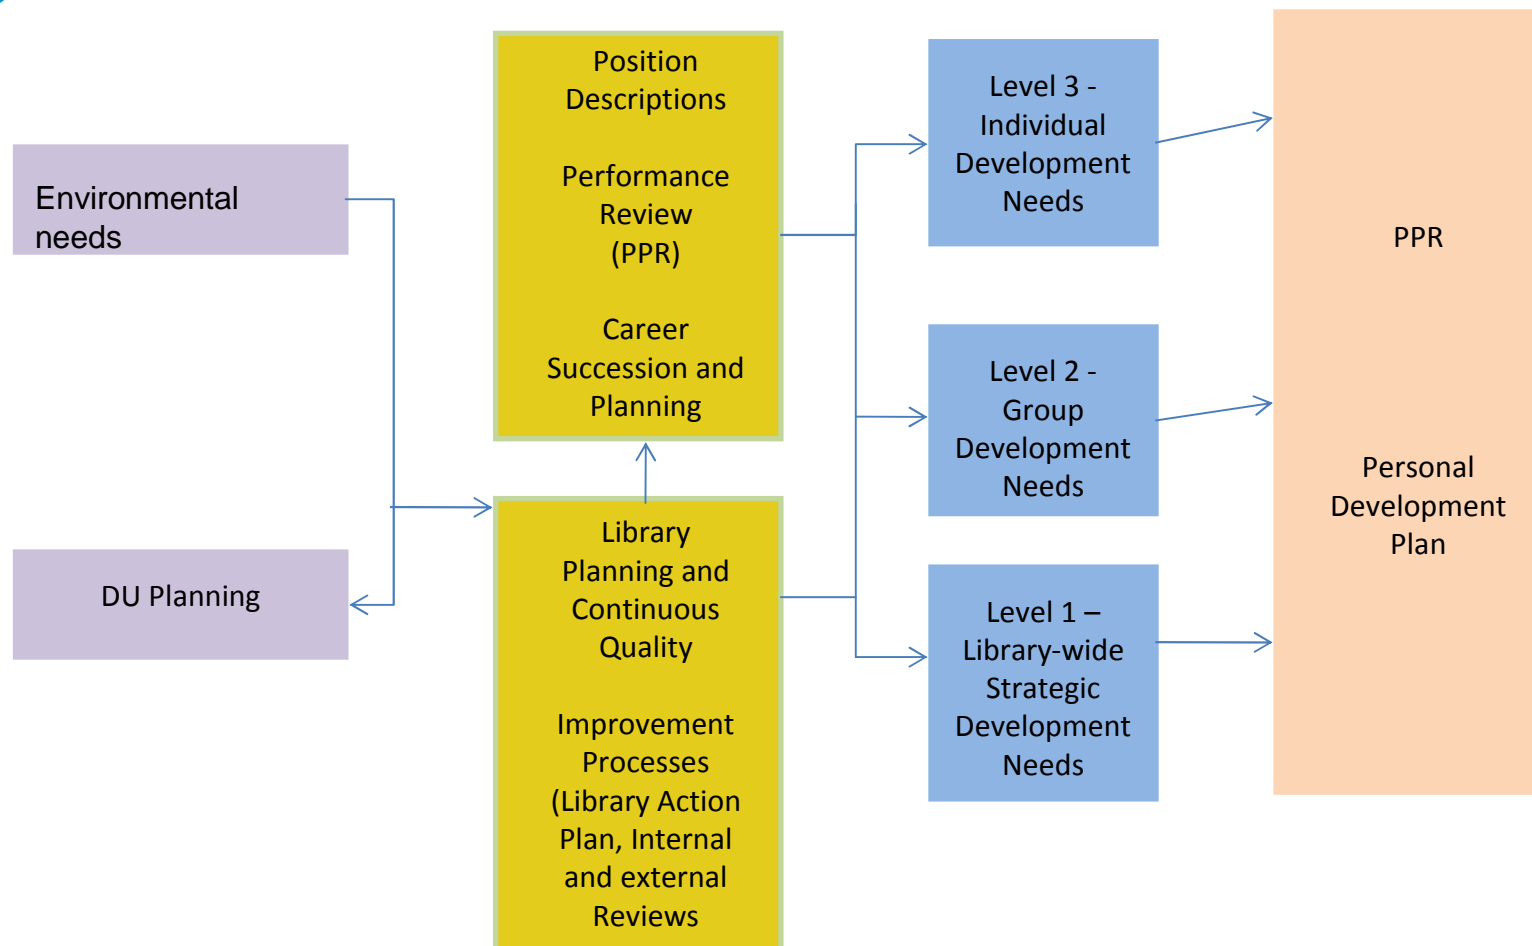 Environmental
needs
DU Planning
Position
Descriptions
Performance
Review
(PPR)
Career
Succession and
Planning
Library
Planning and
Continuous
Quality
Improvement
Processes
(Library Action
Plan, Internal
and external
Reviews
Level 3 -
Individual
Development
Needs
Level 2 -
Group
Development
Needs
Level 1 –
Library-wide
Strategic
Development
Needs
PPR
Personal
Development
Plan